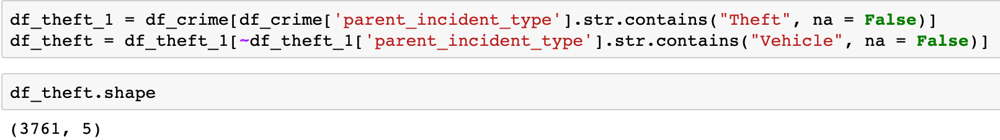 df_theft_1 = df_crime[df_crime['parent_incident_type'].str.contains("Theft", na = False)]
df_theft = df_theft_1[~df_theft_1['parent_incident_type'].str.contains("Vehicle", na = False)]
df_theft.shape
(3761, 5)